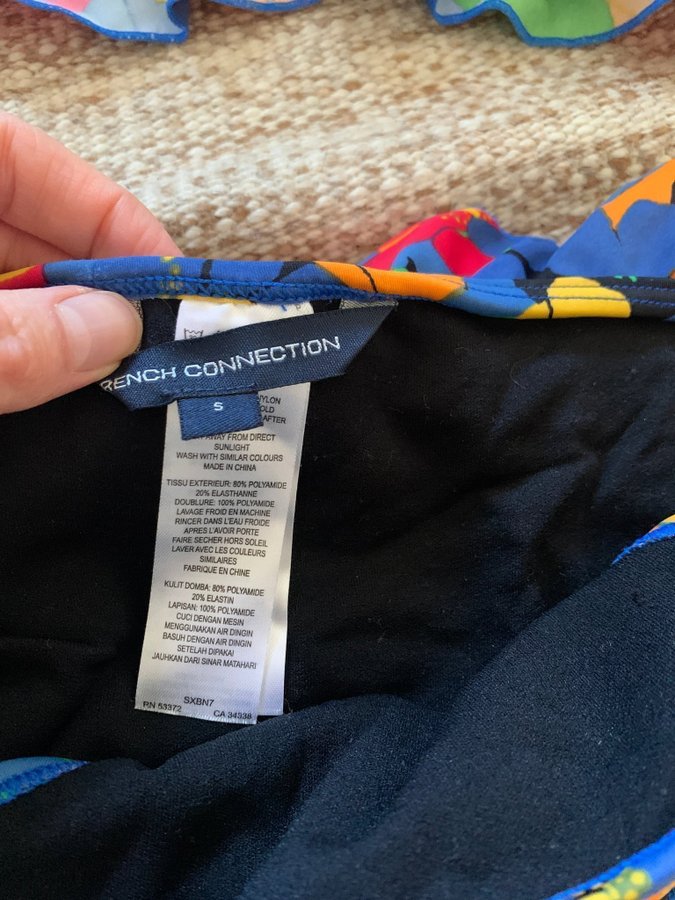 RENCH CONNECTION
S
NYLON
OLD
AFTER
AWAY FROM DIRECT
SUNLIGHT
WASH WITH SIMILAR COLOURS
MADE IN CHINA
TISSU EXTERIEUR: 80% POLYAMIDE
20% ELASTHANNE
DOUBLURE: 100% POLYAMIDE
LAVAGE FROID EN MACHINE
RINCER DANS L'EAU FROIDE
APRES L'AVOIR PORTE
FAIRE SECHER HORS SOLEIL
LAVER AVEC LES COULEURS
SIMILAIRES
FABRIQUE EN CHINE
KULIT DOMBA: 80% POLYAMIDE
20% ELASTIN
LAPISAN: 100% POLYAMIDE
CUCI DENGAN MESIN
MENGGUNAKAN AIR DINGIN
BASUH DENGAN AIR DINGIN
SETELAH DIPAKAI
JAUHKAN DARI SINAR MATAHARI
SXBN7
RN 53372 CA 34338